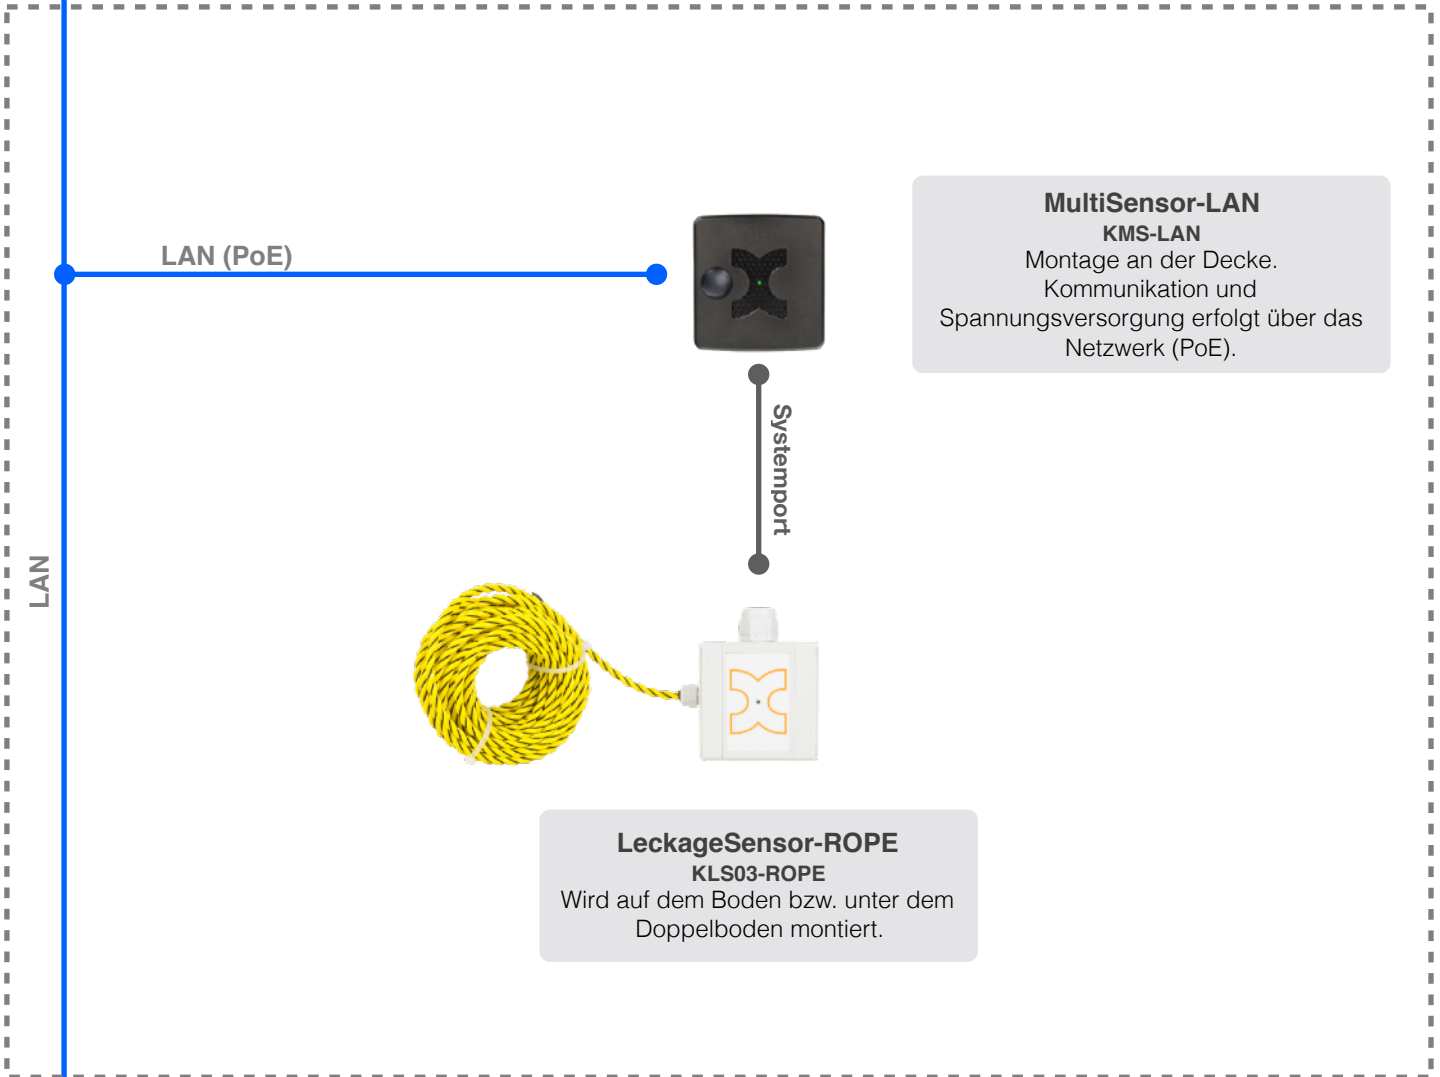 LAN (PoE)
MultiSensor-LAN
KMS-LAN
Montage an der Decke.
Kommunikation und
Spannungsversorgung erfolgt über das
Netzwerk (PoE).
Systemport
LAN
LeckageSensor-ROPE
KLS03-ROPE
Wird auf dem Boden bzw. unter dem
Doppelboden montiert.